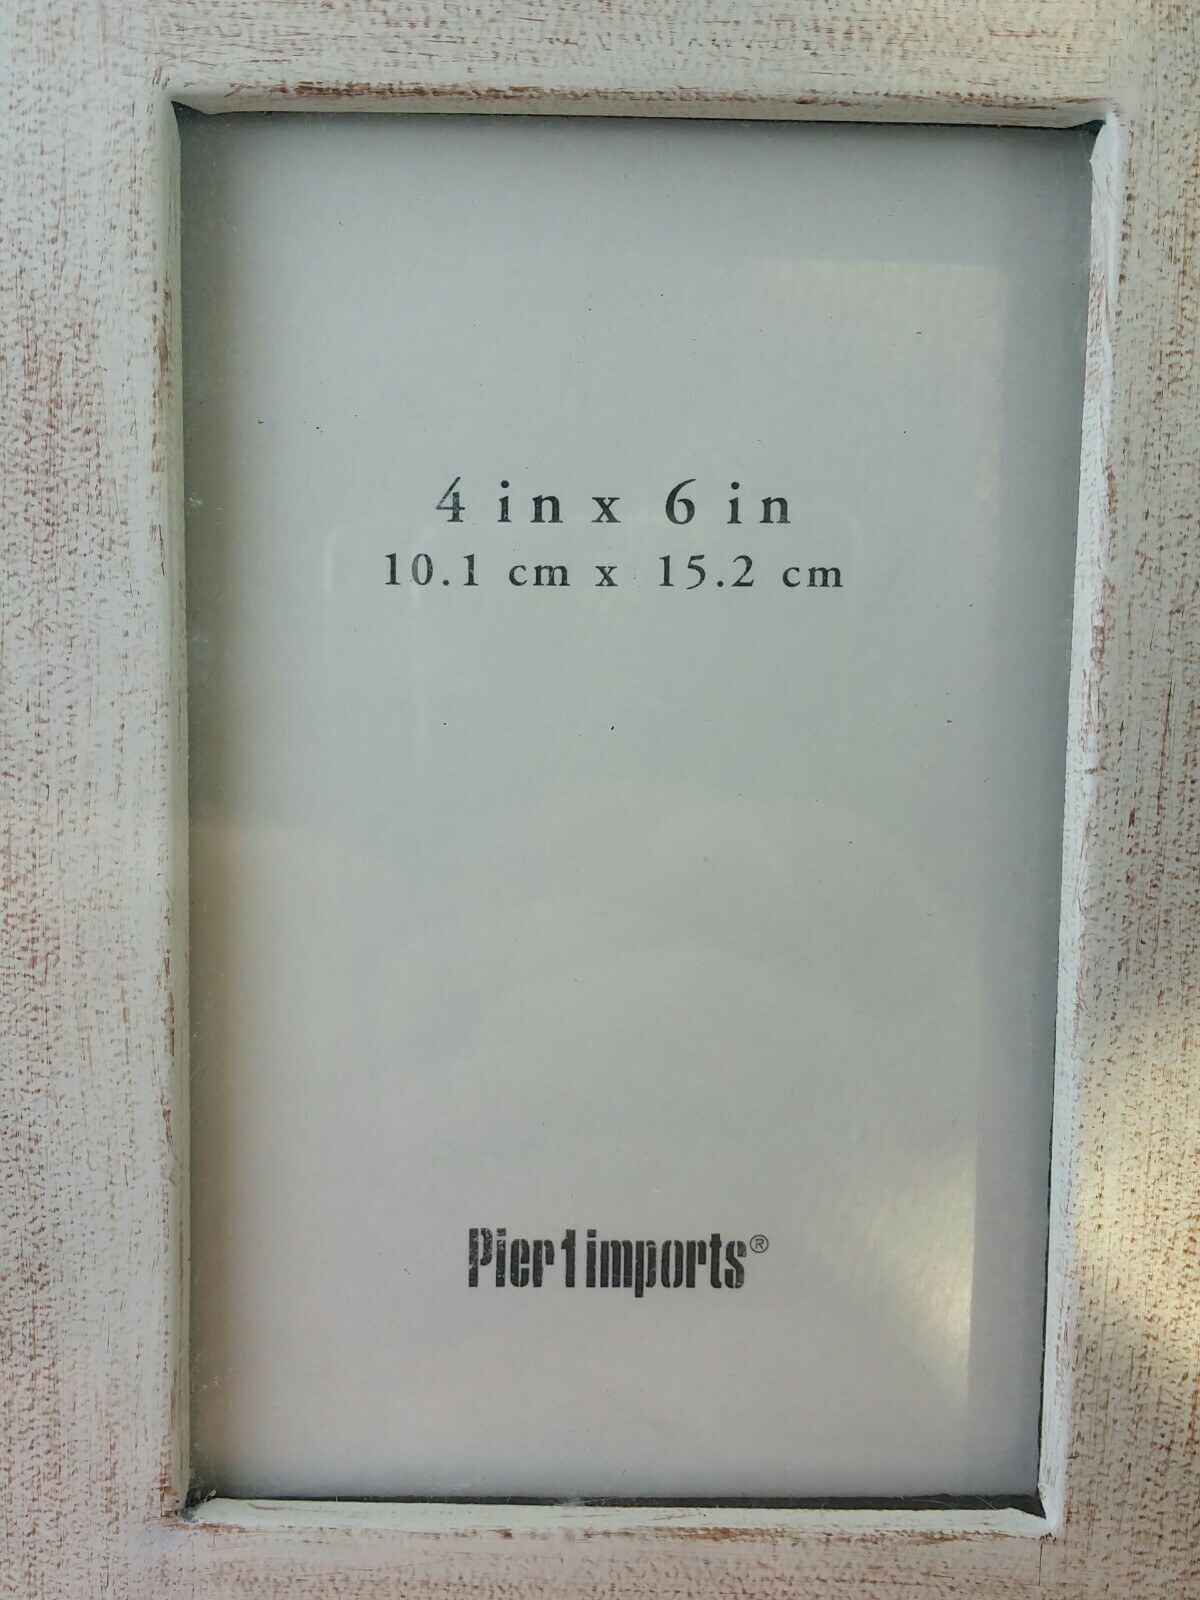 4 in x 6 in
10.1 cm x 15.2 cm
Pier1imports®